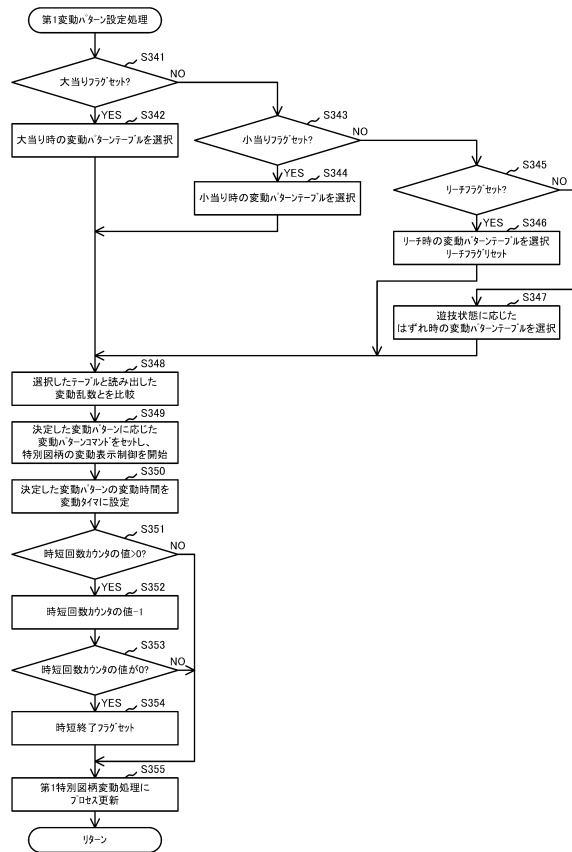 第1変動パターン設定処理
S341
大当りフラグセット?
NO
YES
S342
大当り時の変動パターンテーブルを選択
S343
小当りフラグセット?
NO
YES
S344
小当り時の変動パターンテーブルを選択
S345
リーチフラグセット?
NO
YES
S346
リーチ時の変動パターンテーブルを選択
リーチフラグリセット
S347
遊技状態に応じた
はずれ時の変動パターンテーブルを選択
S348
選択したテーブルと読み出した
変動乱数とを比較
S349
決定した変動パターンに応じた
変動パターンコマンドをセットし、
特別図柄の変動表示制御を開始
S350
決定した変動パターンの変動時間を
変動タイマに設定
S351
時短回数カウンタの値>0?
NO
YES
S352
時短回数カウンタの値-1
S353
時短回数カウンタの値が0?
NO
YES
S354
時短終了フラグセット
S355
第1特別図柄変動処理に
プロセス更新
リターン